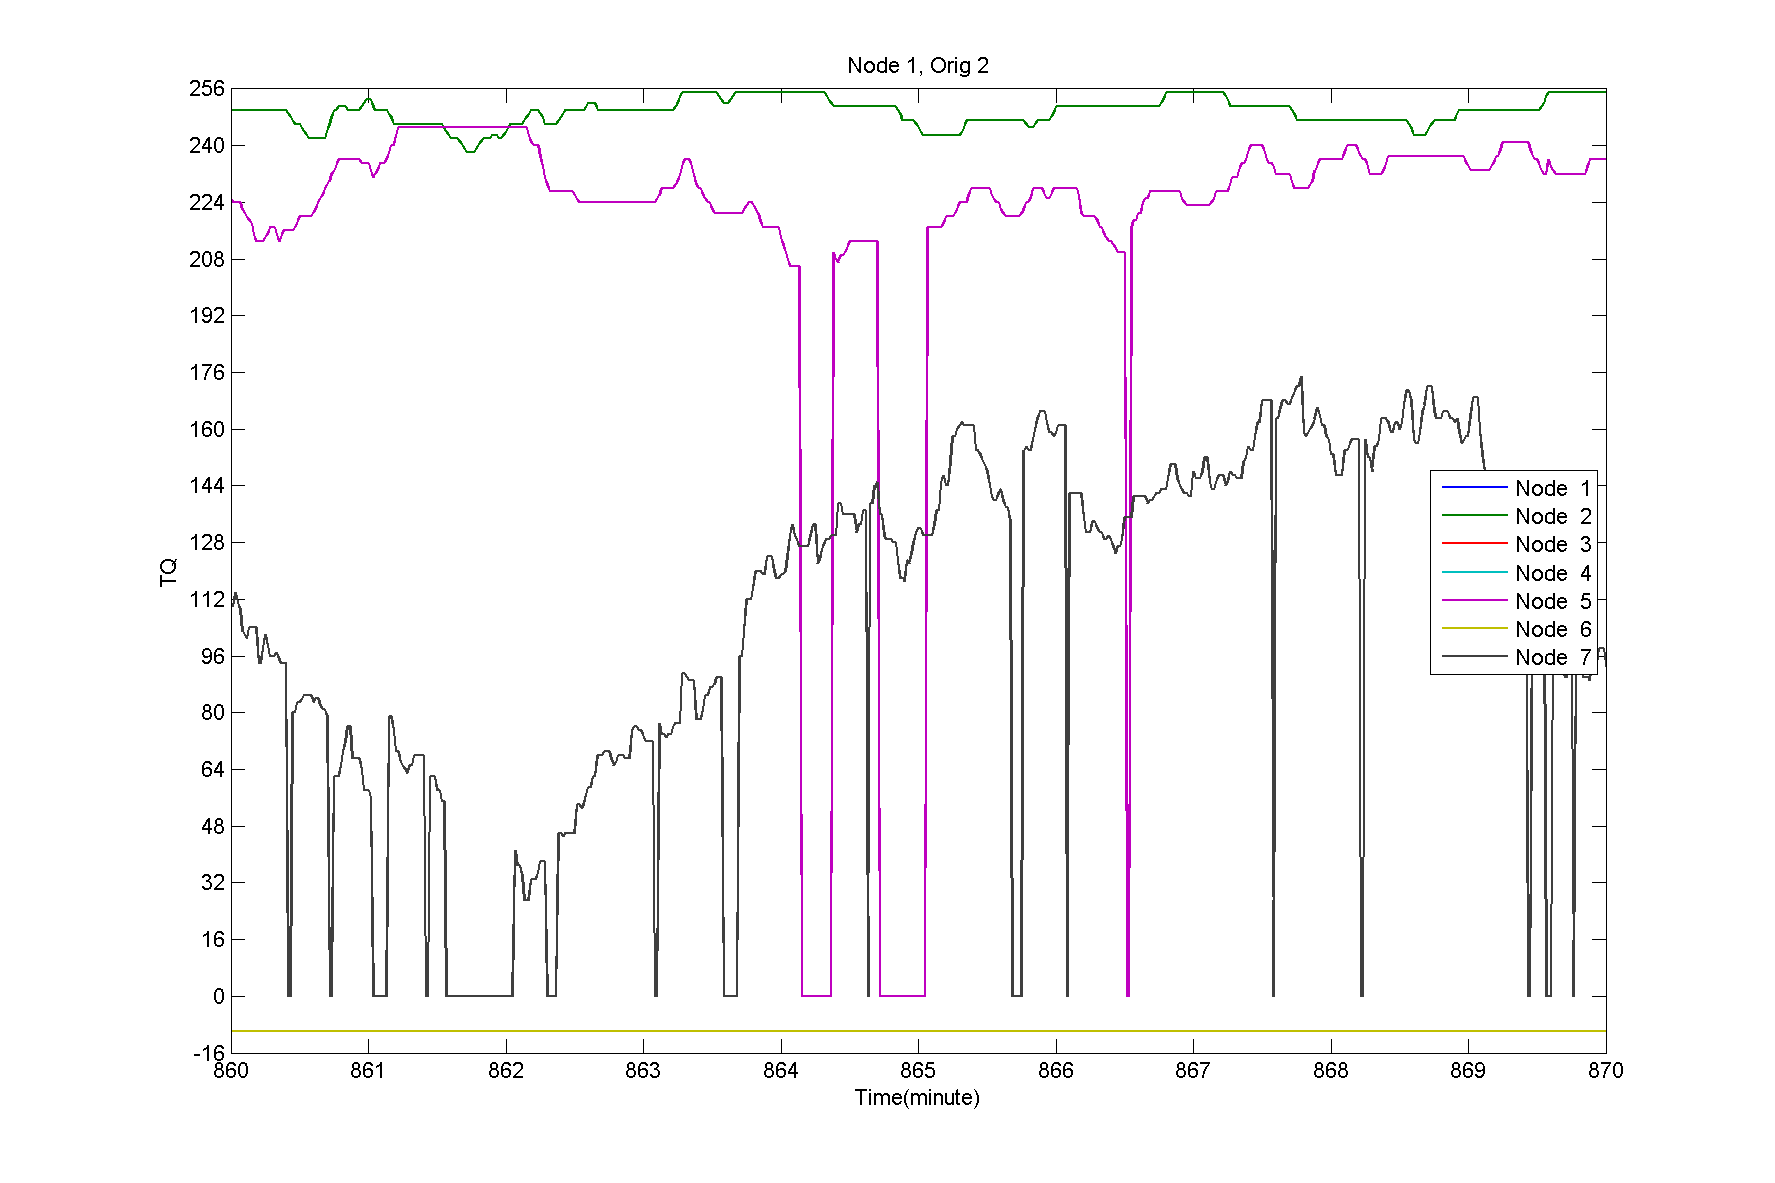 Node 1, Orig 2
256
240
224
208
192
176
160
144
128
112
96
80
64
48
32
16
0
-16
TQ
Node 1
Node 2
Node 3
Node 4
Node 5
Node 6
Node 7
860 861 862 863 864 865 866 867 868 869 870
Time(minute)